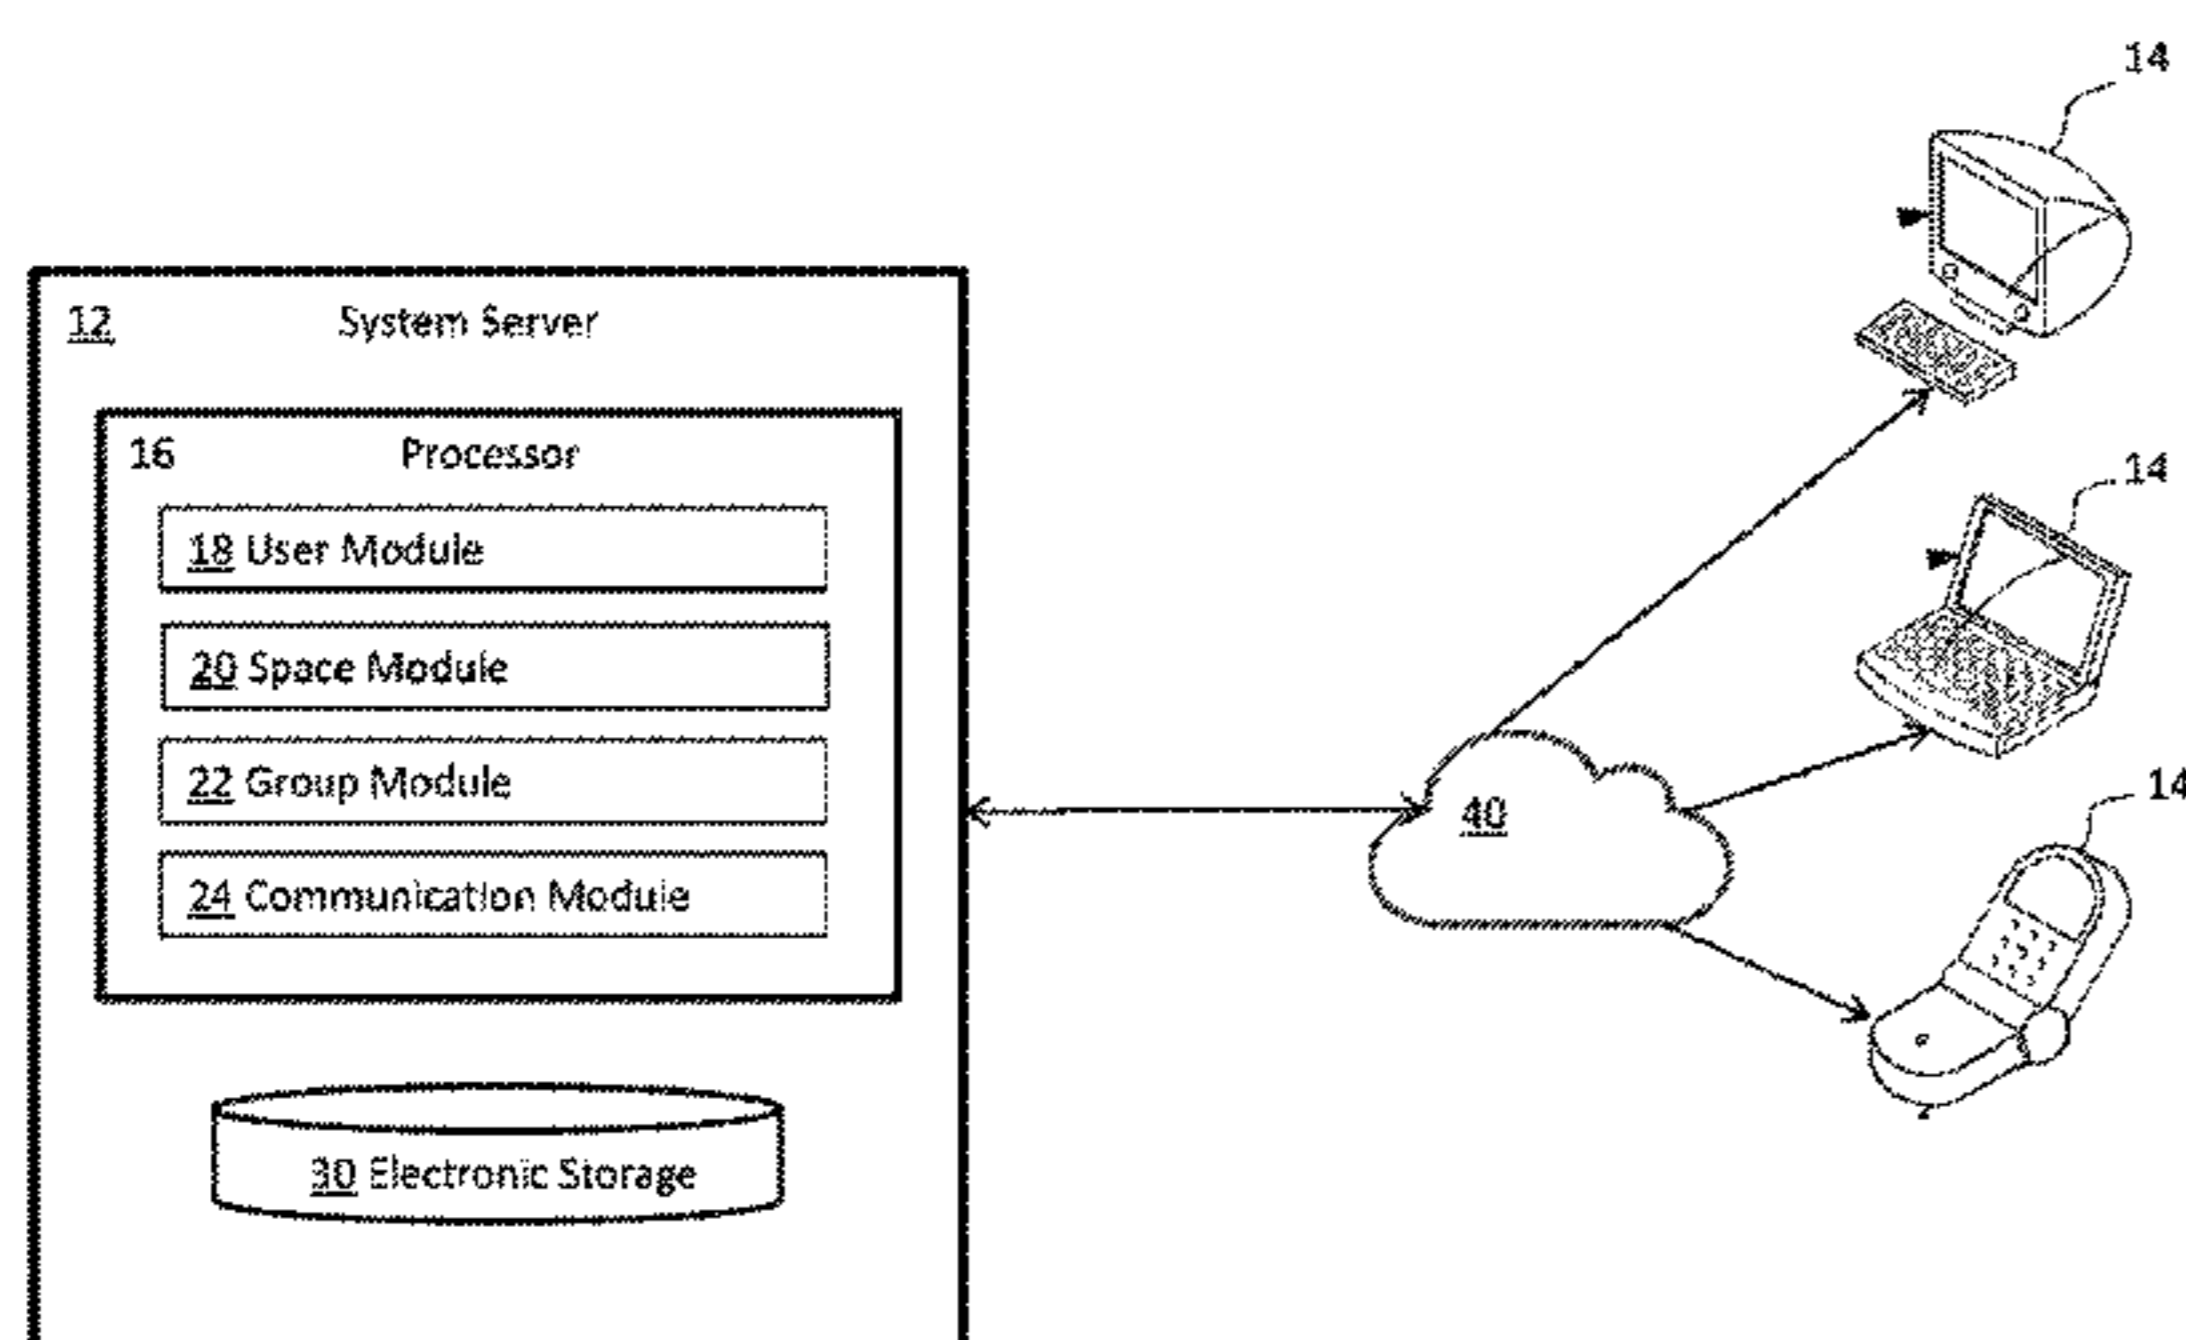 14
12 System Server
16 Processor
18 User Module
14
20 Space Module
22 Group Module
40
14
24 Communication Module
30 Electronic Storage